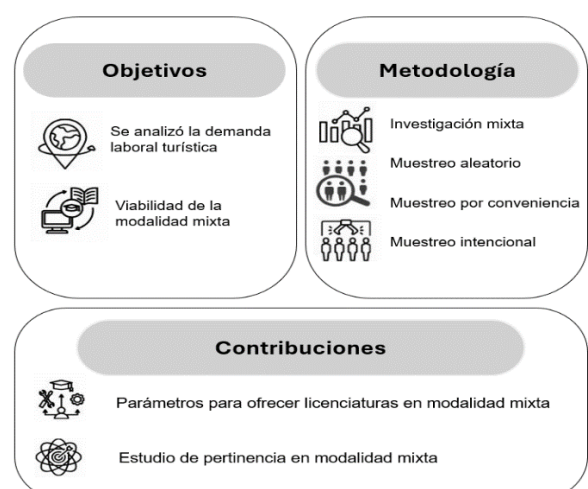 Objetivos
Se analizó la demanda
laboral turística
Viabilidad de la
modalidad mixta
Metodología
Investigación mixta
Muestreo aleatorio
Muestreo por conveniencia
Muestreo intencional
Contribuciones
Parámetros para ofrecer licenciaturas en modalidad mixta
Estudio de pertinencia en modalidad mixta